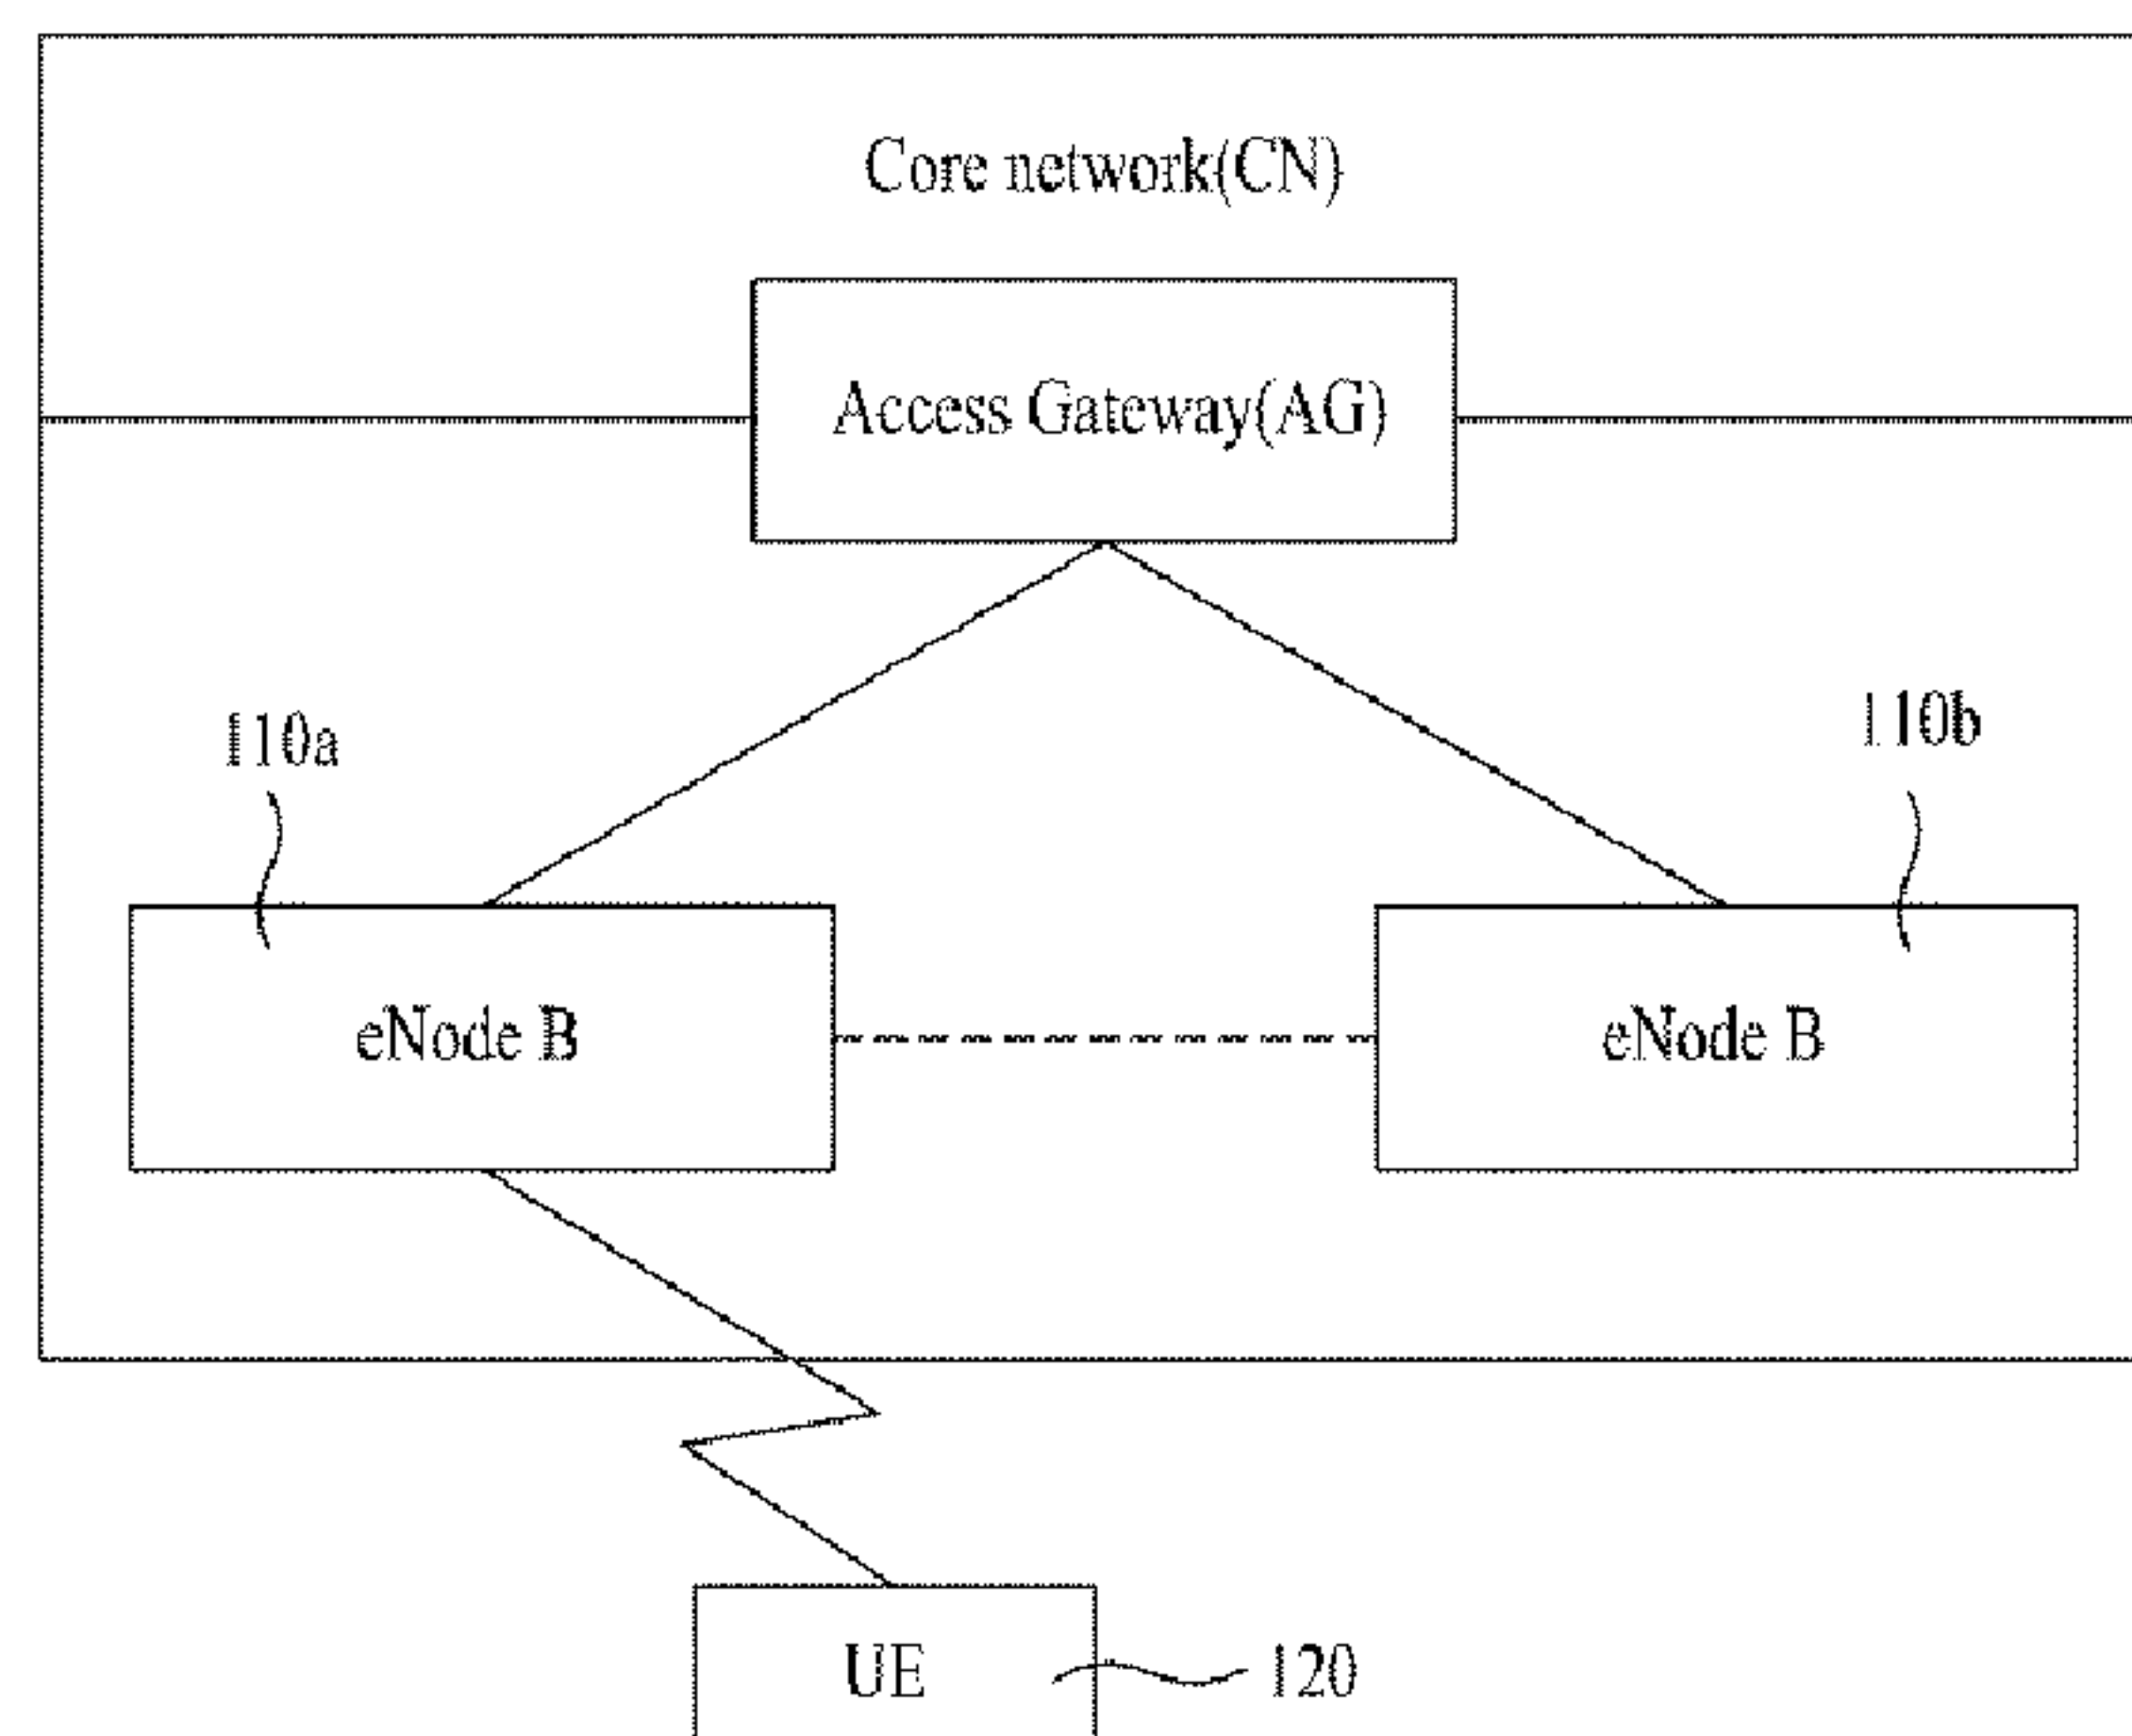 Core network(CN)
Access Gateway(AG)
110a
110b
eNode B
eNode B
UE
120